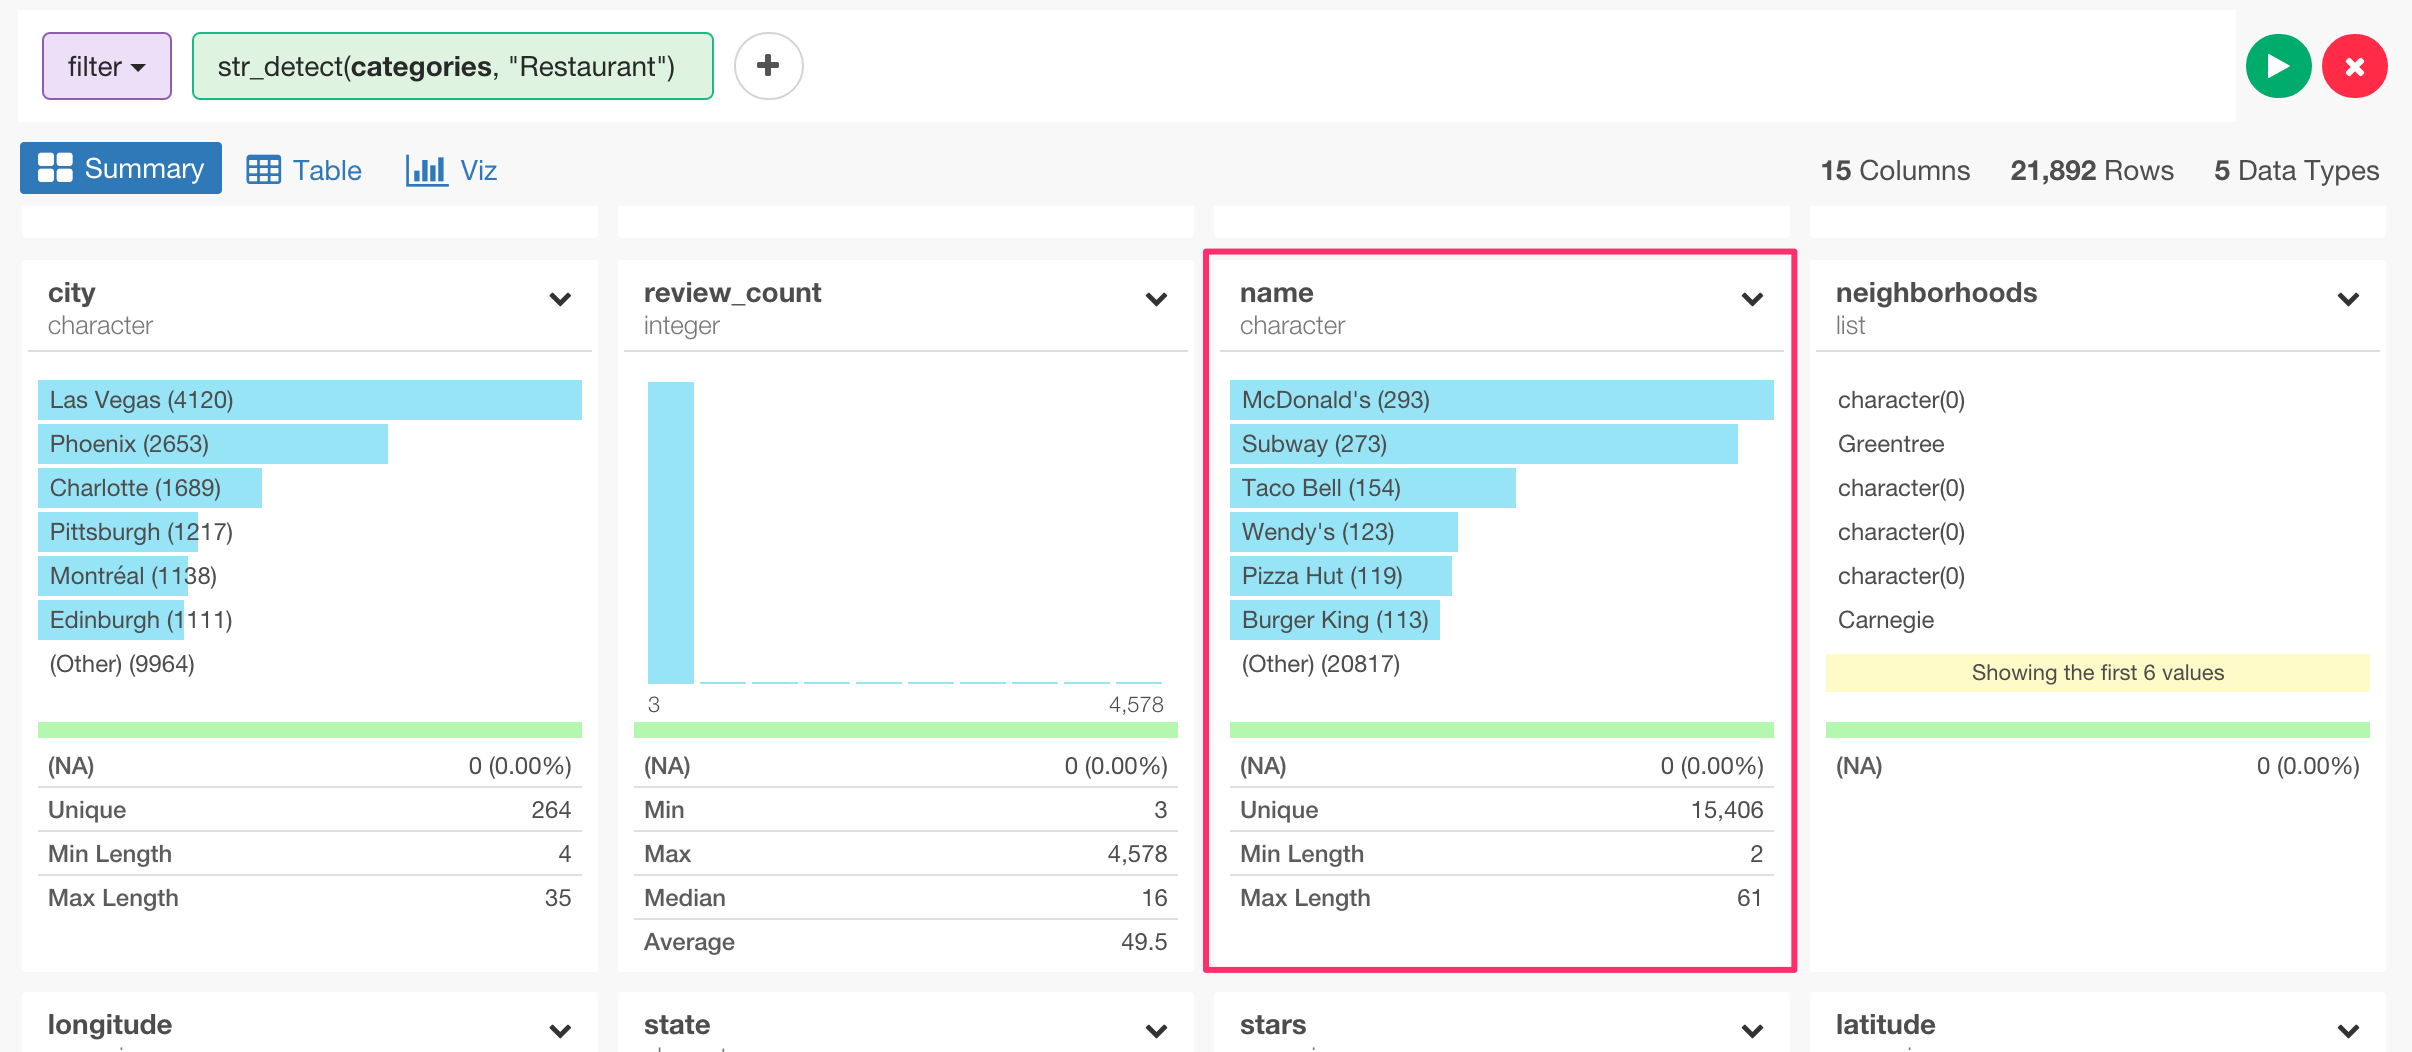 filter
str_detect(categories, "Restaurant")
Summary
Table
Viz
15 Columns
21,892 Rows
5 Data Types
city
character
Las Vegas (4120)
Phoenix (2653)
Charlotte (1689)
Pittsburgh (1217)
Montréal (1138)
Edinburgh (1111)
(Other) (9964)
(NA) 0 (0.00%)
Unique 264
Min Length 4
Max Length 35
review_count
integer
3 4,578
(NA) 0 (0.00%)
Min 3
Max 4,578
Median 16
Average 49.5
name
character
McDonald's (293)
Subway (273)
Taco Bell (154)
Wendy's (123)
Pizza Hut (119)
Burger King (113)
(Other) (20817)
(NA) 0 (0.00%)
Unique 15,406
Min Length 2
Max Length 61
neighborhoods
list
character(0)
Greentree
character(0)
character(0)
character(0)
Carnegie
Showing the first 6 values
(NA) 0 (0.00%)
longitude
state
stars
latitude